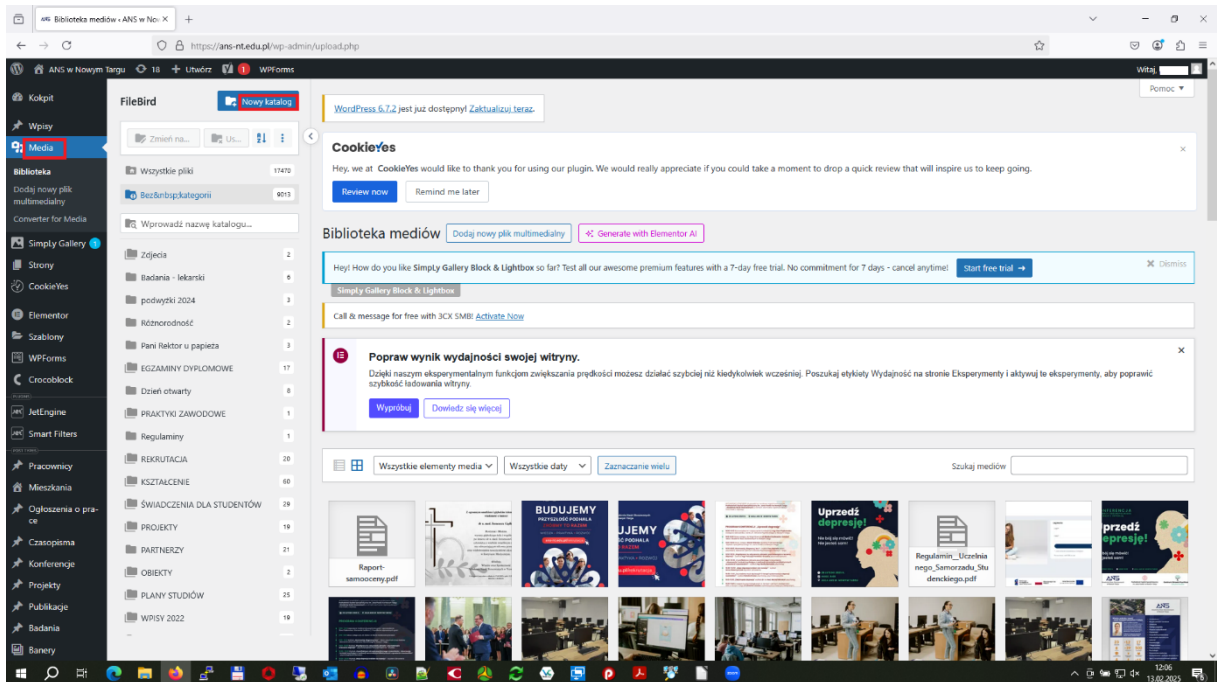 Biblioteka mediów ‹ ANS w Now
https://ans-nt.edu.pl/wp-admin/upload.php
ANS w Nowym Targu 18 Utwórz 1 WPForms
Witaj,
Pomoc
Kokpit
Wpisy
Media
Biblioteka
Dodaj nowy plik
multimedialny
Converter for Media
Simply Gallery 1
Strony
CookieYes
Elementor
Szablony
WPForms
Crocoblock
JetEngine
Smart Filters
Pracownicy
Mieszkania
Ogłoszenia o pra-
ce
Czasopisma
Konferencje
Projekty
Publikacje
Badania
Banery
FileBird
Nowy katalog
Zmień na...
Us...
Wszystkie pliki 17470
Bez&nbsp;kategorii 9013
Wprowadź nazwę katalogu...
Zdjecia 2
Badania - lekarski 6
podwyżki 2024 3
Różnorodność 2
Pani Rektor u papieza 3
EGZAMINY DYPLOMOWE 17
Dzień otwarty 8
PRAKTYKI ZAWODOWE 1
Regulaminy 1
REKRUTACJA 20
KSZTAŁCENIE 60
ŚWIADCZENIA DLA STUDENTÓW 29
PROJEKTY 19
PARTNERZY 21
OBIEKTY 2
PLANY STUDIÓW 25
WPISY 2022 19
WordPress 6.7.2 jest już dostępny! Zaktualizuj teraz.
CookieYes
Hey, we at CookieYes would like to thank you for using our plugin. We would really appreciate if you could take a moment to drop a quick review that will inspire us to keep going.
Review now
Remind me later
Biblioteka mediów
Dodaj nowy plik multimedialny
Generate with Elementor AI
Hey! How do you like SimpLy Gallery Block & Lightbox so far? Test all our awesome premium features with a 7-day free trial. No commitment for 7 days - cancel anytime!
Start free trial →
Dismiss
SimpLy Gallery Block & Lightbox
Call & message for free with 3CX SMB! Activate Now
Popraw wynik wydajności swojej witryny.
Dzięki naszym eksperymentalnym funkcjom zwiększania prędkości możesz działać szybciej niż kiedykolwiek wcześniej. Poszukaj etykiety Wydajność na stronie Eksperymenty i aktywuj te eksperymenty, aby poprawić
szybkość ładowania witryny.
Wypróbuj
Dowiedz się więcej
Wszystkie elementy media
Wszystkie daty
Zaznaczanie wielu
Szukaj mediów
Raport-
samooceny.pdf
BUDUJEMY
PRZYSZŁOŚĆ PODHALA
UJEMY
Uprzedź
depresję!
Regulamin__Uczelnia
nego_Samorzadu_Stu
denckiego.pdf
przedź
epresję!
ANS
12:06
13.02.2025